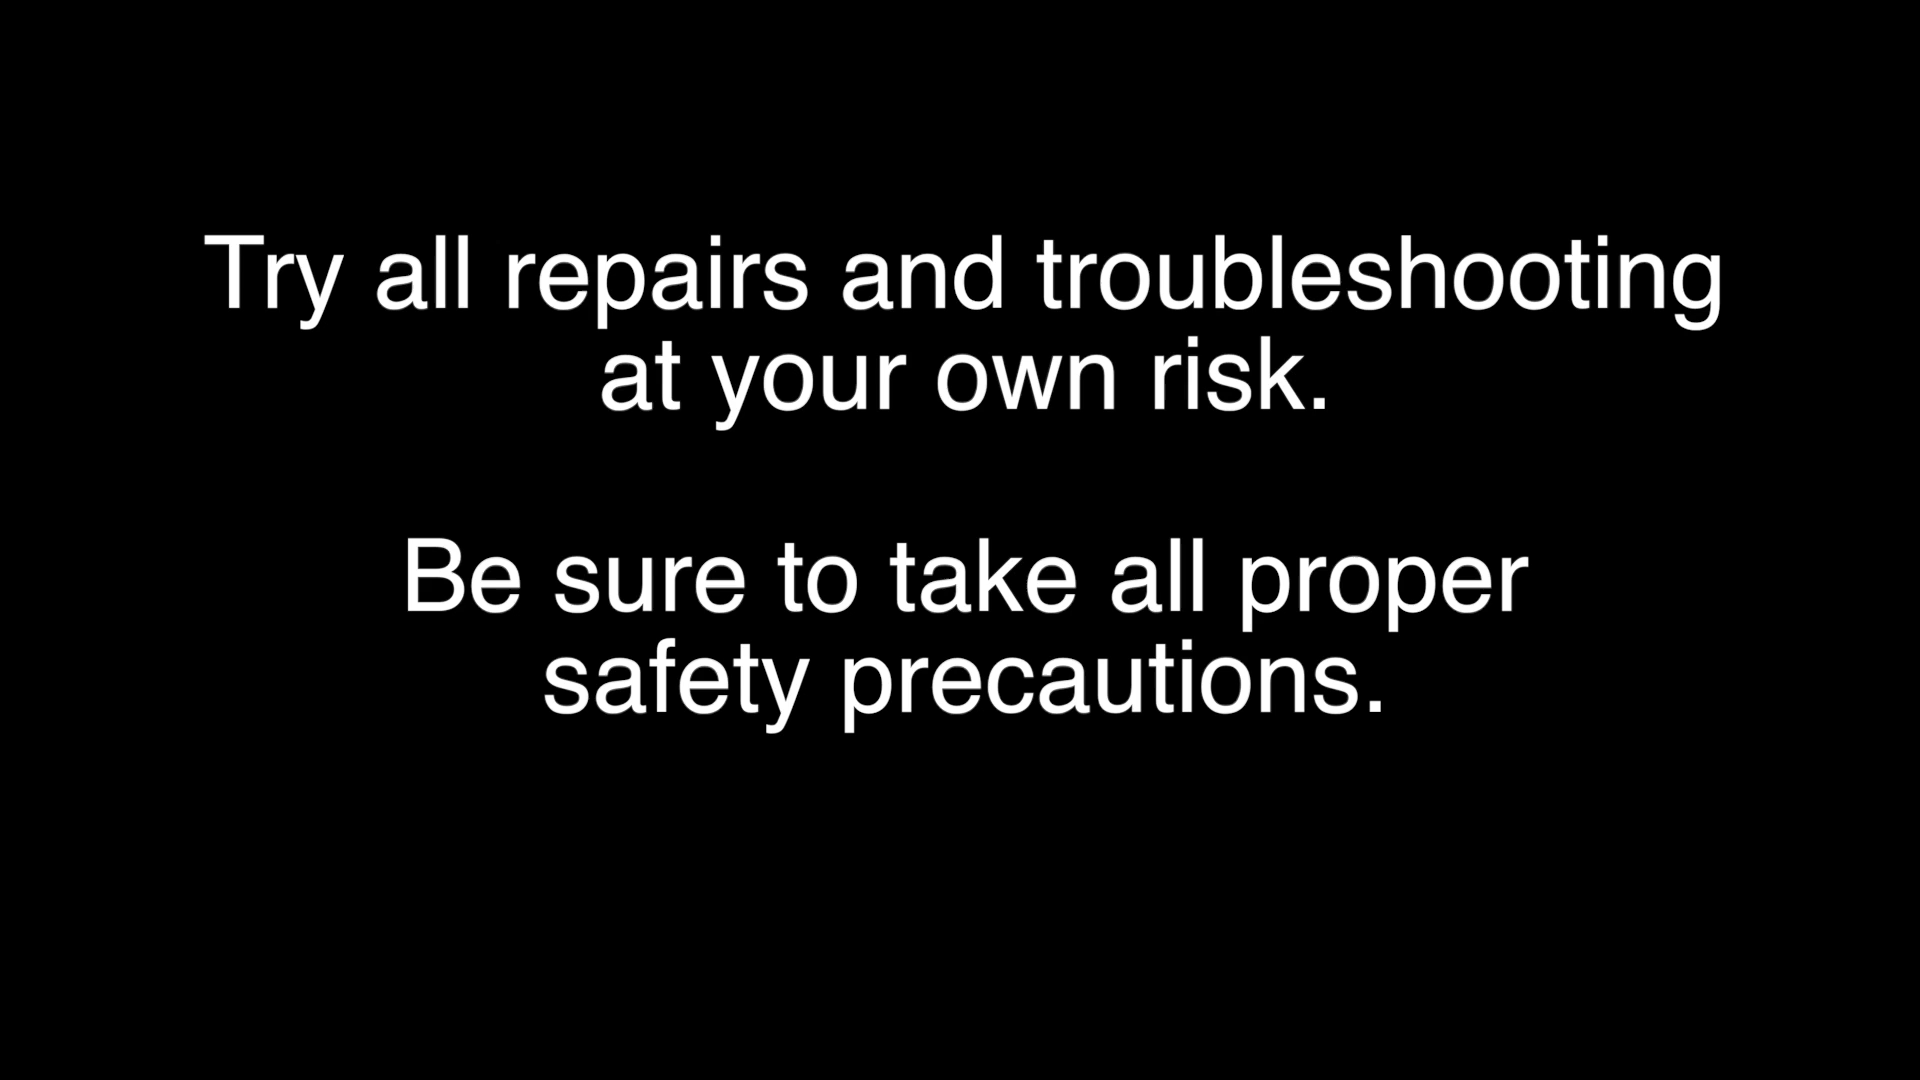 Try all repairs and troubleshooting
at your own risk.
Be sure to take all proper
safety precautions.